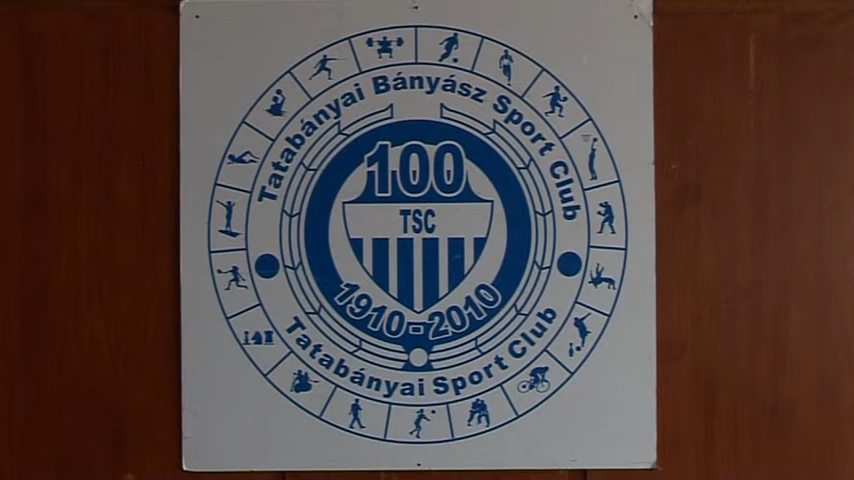 Tatabányai Bányász Sport Club
100
TSC
1910-2010
Tatabányai Sport Club